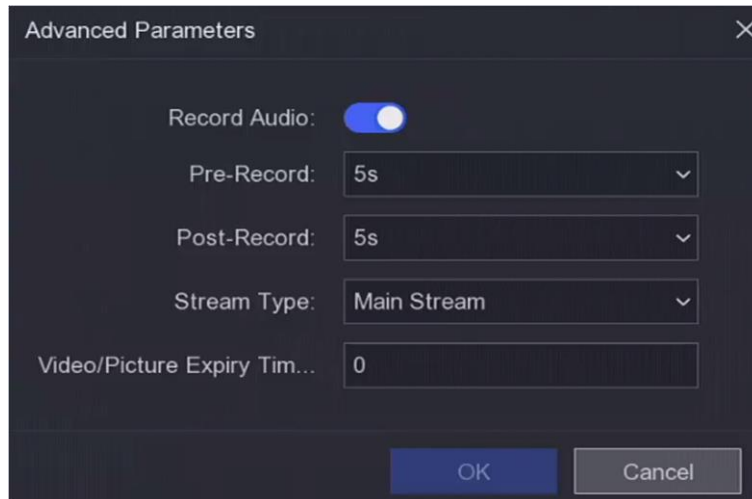 Advanced Parameters
Record Audio:
Pre-Record: 5s
Post-Record: 5s
Stream Type: Main Stream
Video/Picture Expiry Tim... 0
OK Cancel